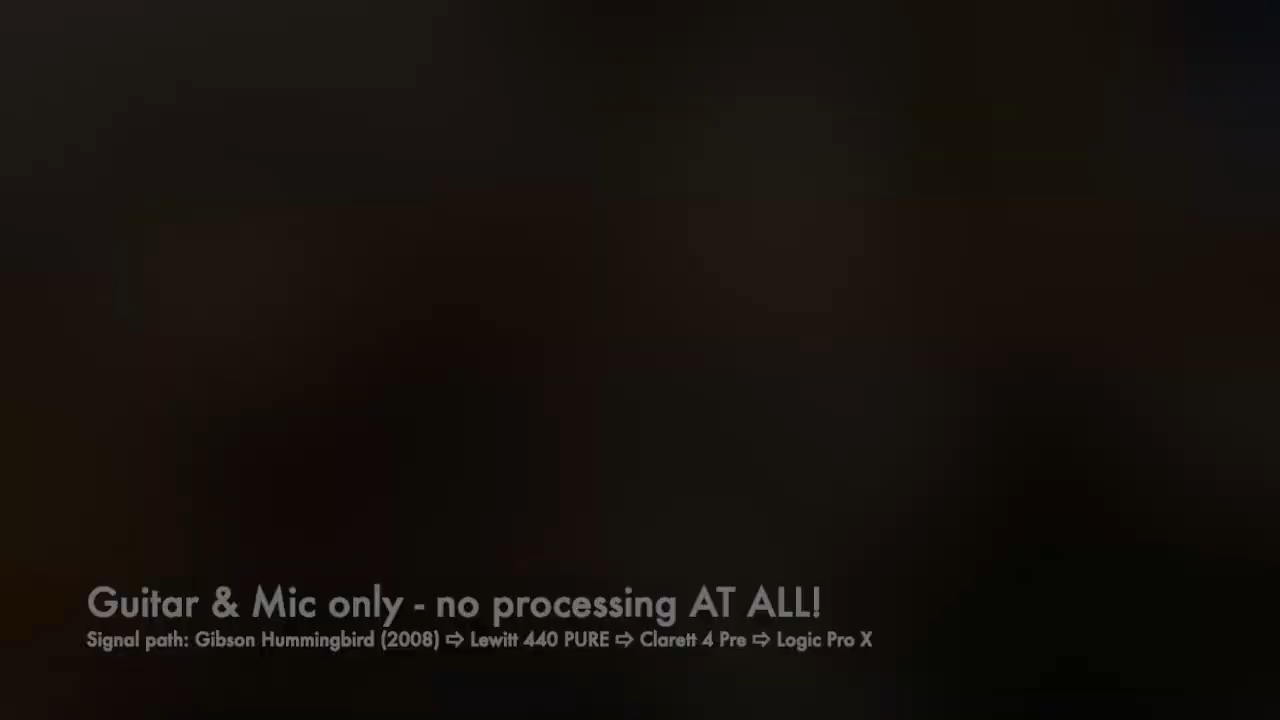 Guitar & Mic only - no processing AT ALL!
Signal path: Gibson Hummingbird (2008) ⇨ Lewitt 440 PURE ⇨ Clarett 4 Pre ⇨ Logic Pro X